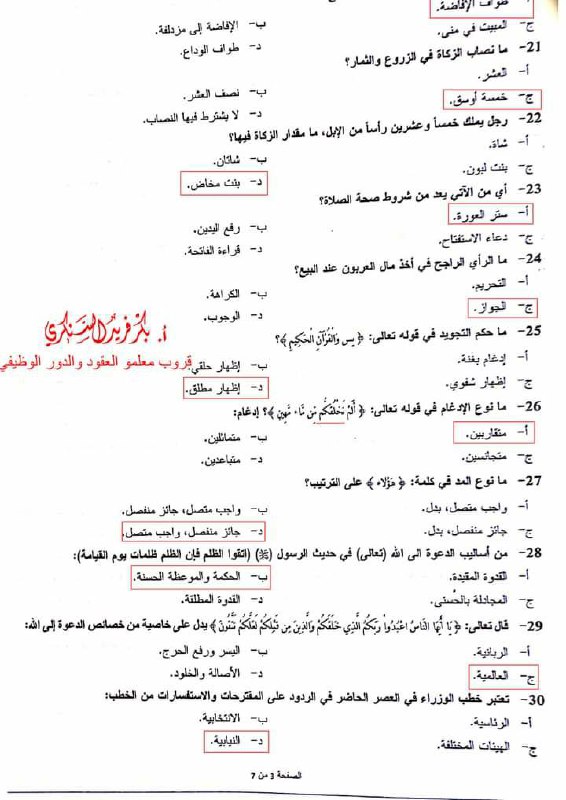 طواف الإفاضة.
ج- المبيت في منى. ب- الإفاضة إلى مزدلفة.
د- طواف الوداع.
21- ما نصاب الزكاة في الزروع والثمار؟
أ- العشر. ب- نصف العشر.
ج- خمسة أوسق. د- لا يشترط فيها النصاب.
22- رجل يملك خمساً وعشرين رأساً من الإبل، ما مقدار الزكاة فيها؟
أ- شاة. ب- شاتان.
ج- بنت لبون. د- بنت مخاض.
23- أي من الآتي يعد من شروط صحة الصلاة؟
أ- ستر العورة. ب- رفع اليدين.
ج- دعاء الاستفتاح. د- قراءة الفاتحة.
24- ما الرأي الراجح في أخذ مال العربون عند البيع؟
أ- التحريم. ب- الكراهة.
ج- الجواز. د- الوجوب.
أ. بكر فريد
قروب معلمو العقود والدور الوظيفي
25- ما حكم التجويد في قوله تعالى: ﴿يس وَالْقُرْآنِ الْحَكِيمِ﴾؟
أ- إدغام بغنة. ب- إظهار حلقي.
ج- إظهار شفوي. د- إظهار مطلق.
26- ما نوع الإدغام في قوله تعالى: ﴿أَلَمْ نَخْلُقكُّم مِّن مَّاء مَّهِينٍ﴾؟ إدغام:
أ- متقاربين. ب- متماثلين.
ج- متجانسين. د- متباعدين.
27- ما نوع المد في كلمة: ﴿هَؤُلاء﴾ على الترتيب؟
أ- واجب متصل، بدل. ب- واجب متصل، جائز منفصل.
ج- جائز منفصل، بدل. د- جائز منفصل، واجب متصل.
28- من أساليب الدعوة الى الله (تعالى) في حديث الرسول (ﷺ) (اتقوا الظلم فإن الظلم ظلمات يوم القيامة):
أ- القدوة المقيدة. ب- الحكمة والموعظة الحسنة.
ج- المجادلة بالحُسنى. د- القدوة المطلقة.
29- قال تعالى: ﴿يَا أَيُّهَا النَّاسُ اعْبُدُواْ رَبَّكُمُ الَّذِي خَلَقَكُمْ وَالَّذِينَ مِن قَبْلِكُمْ لَعَلَّكُمْ تَتَّقُونَ﴾ يدل على خاصية من خصائص الدعوة إلى الله:
أ- الربانية. ب- اليسر ورفع الحرج.
ج- العالمية. د- الأصالة والخلود.
30- تعتبر خطب الوزراء في العصر الحاضر في الردود على المقترحات والاستفسارات من الخطب:
أ- الرئاسية. ب- الانتخابية.
ج- الهيئات المختلفة. د- النيابية.
الصفحة 3 من 7